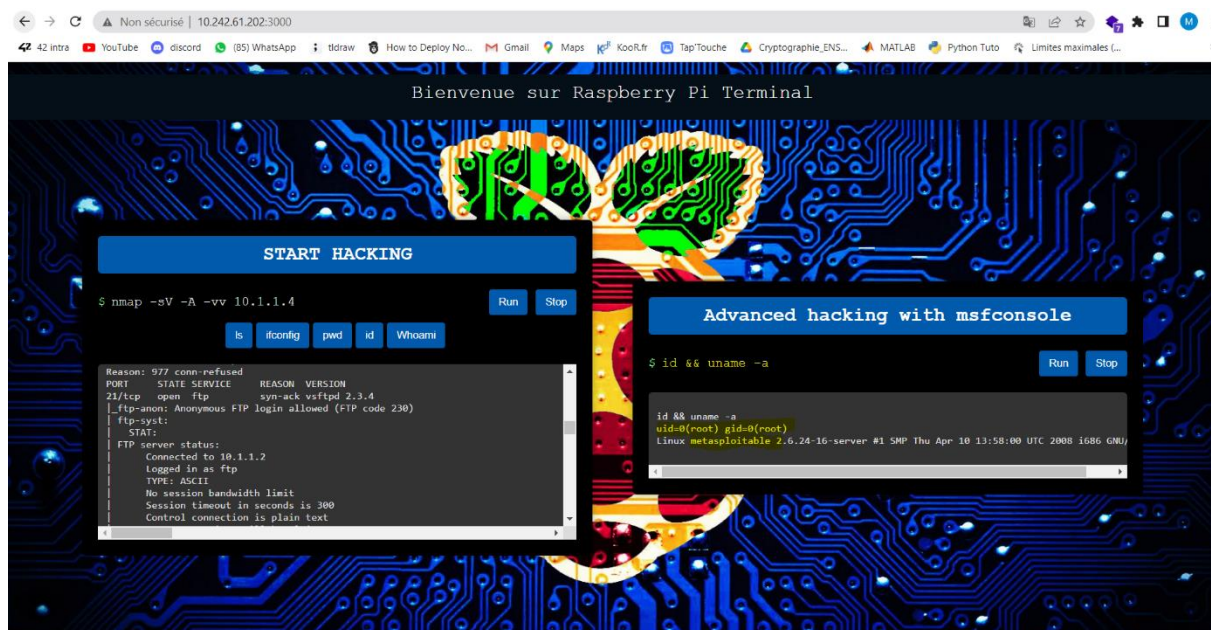 Non sécurisé | 10.242.61.202:3000
42 intra YouTube discord (85) WhatsApp tldraw How to Deploy No... Gmail Maps KooR.fr Tap'Touche Cryptographie_ENS... MATLAB Python Tuto Limites maximales (...
Bienvenue sur Raspberry Pi Terminal
START HACKING
$ nmap -sV -A -vv 10.1.1.4
Run Stop
ls ifconfig pwd id Whoami
Reason: 977 conn-refused
PORT STATE SERVICE REASON VERSION
21/tcp open ftp syn-ack vsftpd 2.3.4
|_ftp-anon: Anonymous FTP login allowed (FTP code 230)
| ftp-syst:
| STAT:
| FTP server status:
| Connected to 10.1.1.2
| Logged in as ftp
| TYPE: ASCII
| No session bandwidth limit
| Session timeout in seconds is 300
| Control connection is plain text
Advanced hacking with msfconsole
$ id && uname -a
Run Stop
id && uname -a
uid=0(root) gid=0(root)
Linux metasploitable 2.6.24-16-server #1 SMP Thu Apr 10 13:58:00 UTC 2008 i686 GNU/